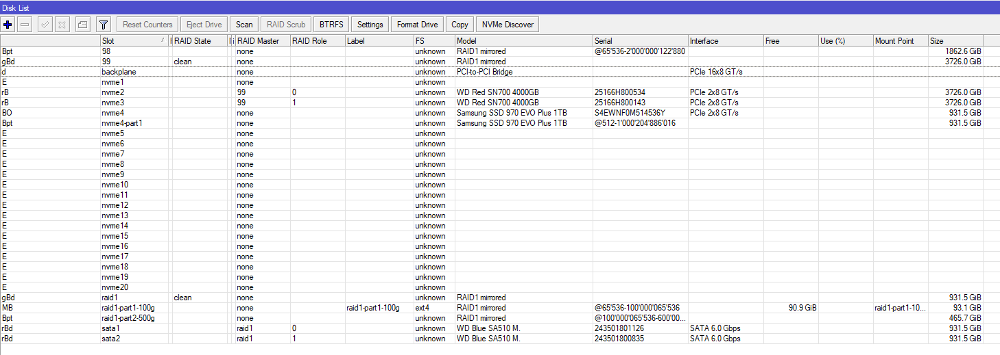 Disk List
Reset Counters Eject Drive Scan RAID Scrub BTRFS Settings Format Drive Copy NVMe Discover
Slot / I RAID State I i RAID Master RAID Role Label FS Model Serial Interface Free Use (%) Mount Point Size
Bpt 98 none unknown RAID1 mirrored @65'536-2'000'000'122'880 1862.6 GiB
gBd 99 clean none unknown RAID1 mirrored 3726.0 GiB
d backplane none unknown PCI-to-PCI Bridge PCIe 16x8 GT/s
E nvme1 none unknown
rB nvme2 99 0 unknown WD Red SN700 4000GB 25166H800534 PCIe 2x8 GT/s 3726.0 GiB
rB nvme3 99 1 unknown WD Red SN700 4000GB 25166H800143 PCIe 2x8 GT/s 3726.0 GiB
BO nvme4 none unknown Samsung SSD 970 EVO Plus 1TB S4EWNF0M514536Y PCIe 2x8 GT/s 931.5 GiB
Bpt nvme4-part1 none unknown Samsung SSD 970 EVO Plus 1TB @512-1'000'204'886'016 931.5 GiB
E nvme5 none unknown
E nvme6 none unknown
E nvme7 none unknown
E nvme8 none unknown
E nvme9 none unknown
E nvme10 none unknown
E nvme11 none unknown
E nvme12 none unknown
E nvme13 none unknown
E nvme14 none unknown
E nvme15 none unknown
E nvme16 none unknown
E nvme17 none unknown
E nvme18 none unknown
E nvme19 none unknown
E nvme20 none unknown
gBd raid1 clean none unknown RAID1 mirrored 931.5 GiB
MB raid1-part1-100g none raid1-part1-100g ext4 RAID1 mirrored @65'536-100'000'065'536 90.9 GiB raid1-part1-10... 93.1 GiB
Bpt raid1-part2-500g none unknown RAID1 mirrored @100'000'065'536-600'00... 465.7 GiB
rBd sata1 raid1 0 unknown WD Blue SA510 M. 243501801126 SATA 6.0 Gbps 931.5 GiB
rBd sata2 raid1 1 unknown WD Blue SA510 M. 243501800835 SATA 6.0 Gbps 931.5 GiB